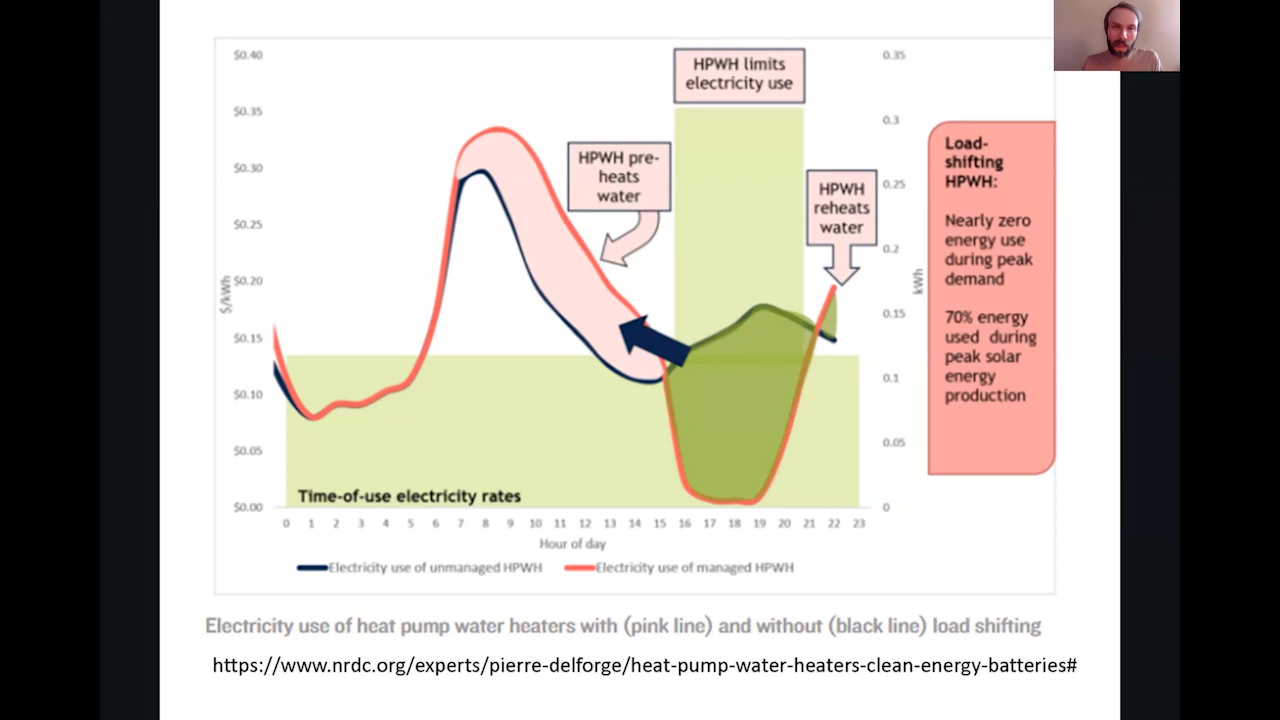 $0.40
$0.35
$0.30
$0.25
$0.20
$0.15
$0.10
$0.05
$0.00
$/kWh
HPWH limits
electricity use
HPWH pre-
heats
water
HPWH
reheats
water
0.35
0.3
0.25
0.2
0.15
0.1
0.05
0
kWh
Load-
shifting
HPWH:
Nearly zero
energy use
during peak
demand
70% energy
used during
peak solar
energy
production
Time-of-use electricity rates
0 1 2 3 4 5 6 7 8 9 10 11 12 13 14 15 16 17 18 19 20 21 22 23
Hour of day
Electricity use of unmanaged HPWH
Electricity use of managed HPWH
Electricity use of heat pump water heaters with (pink line) and without (black line) load shifting
https://www.nrdc.org/experts/pierre-delforge/heat-pump-water-heaters-clean-energy-batteries#